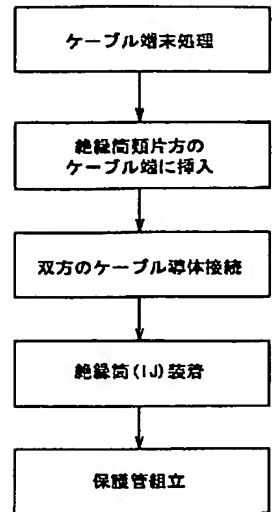 ケーブル端末処理
絶縁筒類片方の
ケーブル端に挿入
双方のケーブル導体接続
絶縁筒(IJ)装着
保護管組立